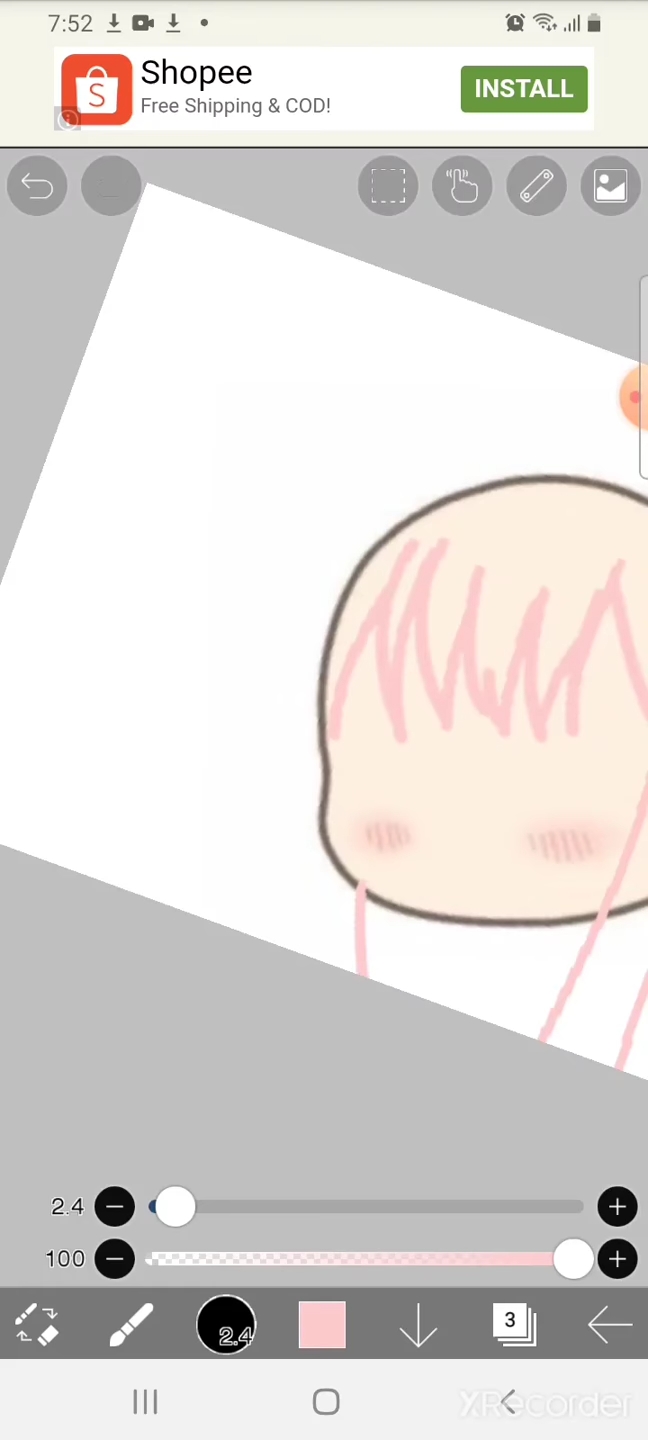 7:52
Shopee
Free Shipping & COD!
INSTALL
S
2.4
100
2.4
3
XRecorder